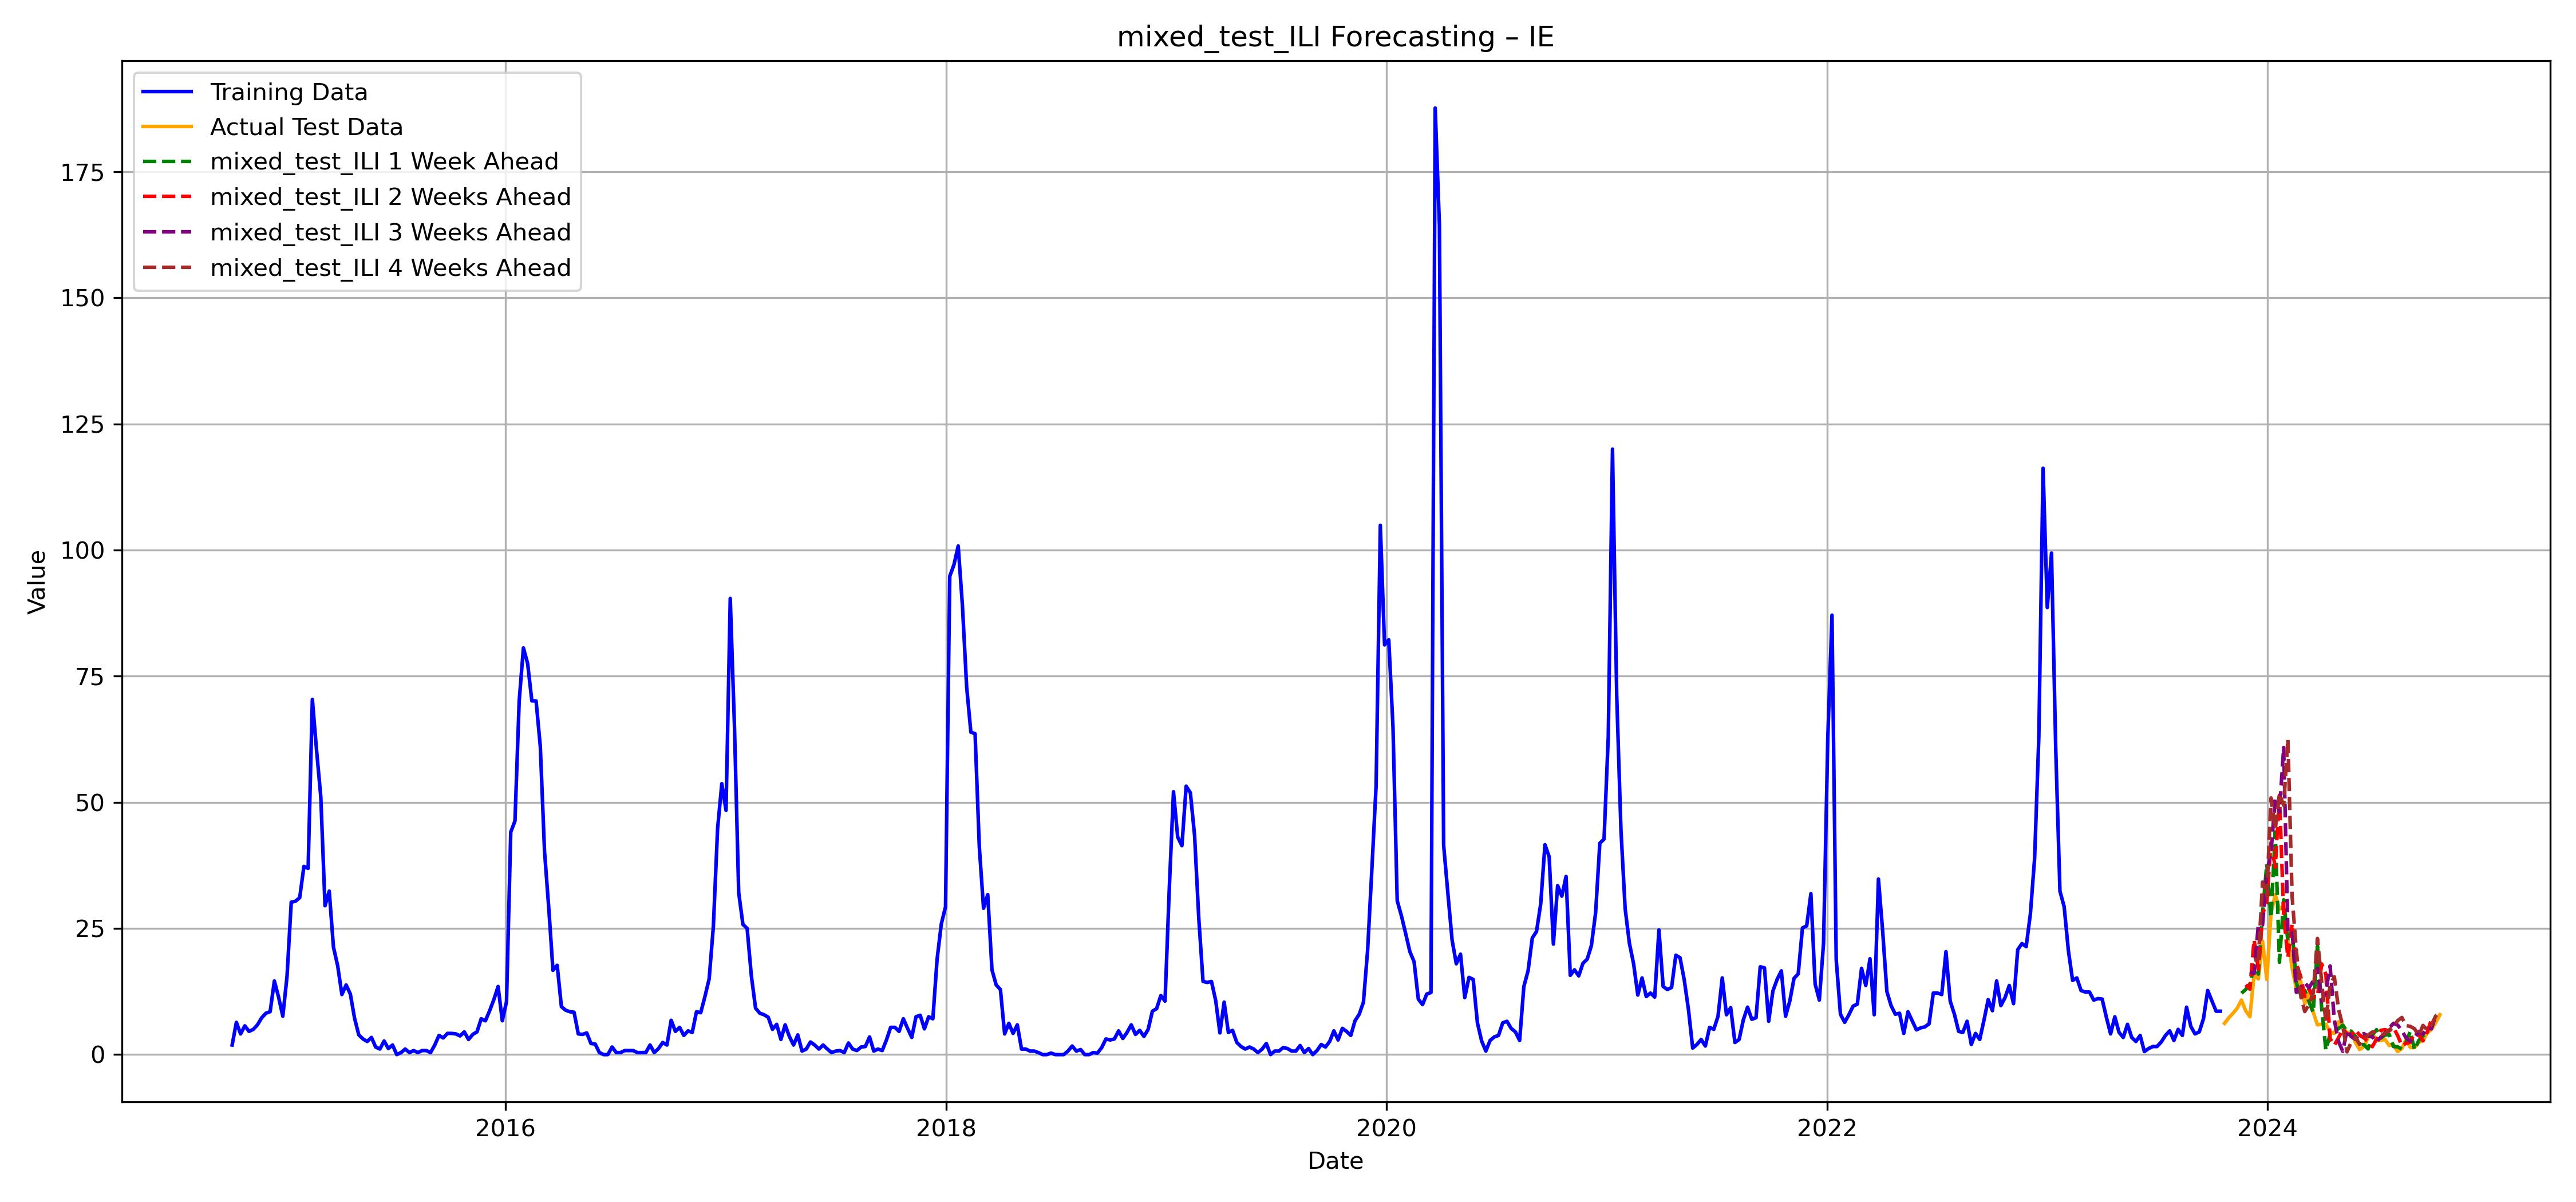 mixed_test_ILI Forecasting – IE
Training Data
Actual Test Data
mixed_test_ILI 1 Week Ahead
mixed_test_ILI 2 Weeks Ahead
mixed_test_ILI 3 Weeks Ahead
mixed_test_ILI 4 Weeks Ahead
Value
175
150
125
100
75
50
25
0
2016
2018
2020
2022
2024
Date